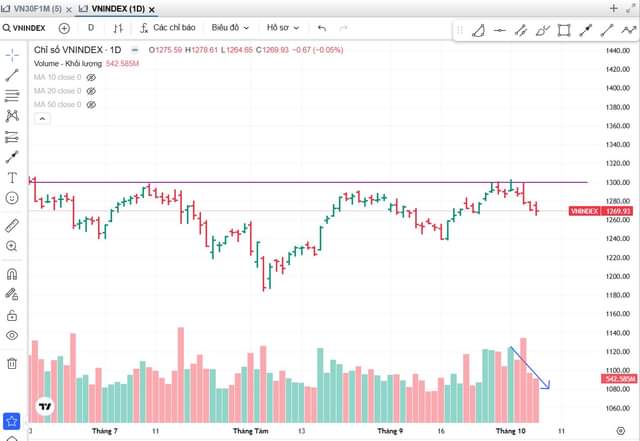 VN30F1M (5)
VNINDEX (1D)
VNINDEX
D
Các chỉ báo
Biểu đồ
Hồ sơ
Chỉ số VNINDEX · 1D
O1275.59 H1278.61 L1264.65 C1269.93 −0.67 (−0.05%)
Volume - Khối lượng 542.585M
MA 10 close 0
MA 20 close 0
MA 50 close 0
1440.00
1400.00
1380.00
1360.00
1340.00
1320.00
1300.00
1280.00
VNINDEX 1269.93
1260.00
1240.00
1220.00
1200.00
1180.00
1160.00
1140.00
1120.00
1100.00
542.585M
1080.00
1060.00
3
Tháng 7
11
Tháng Tám
16
Tháng 9
16
Tháng 10
11